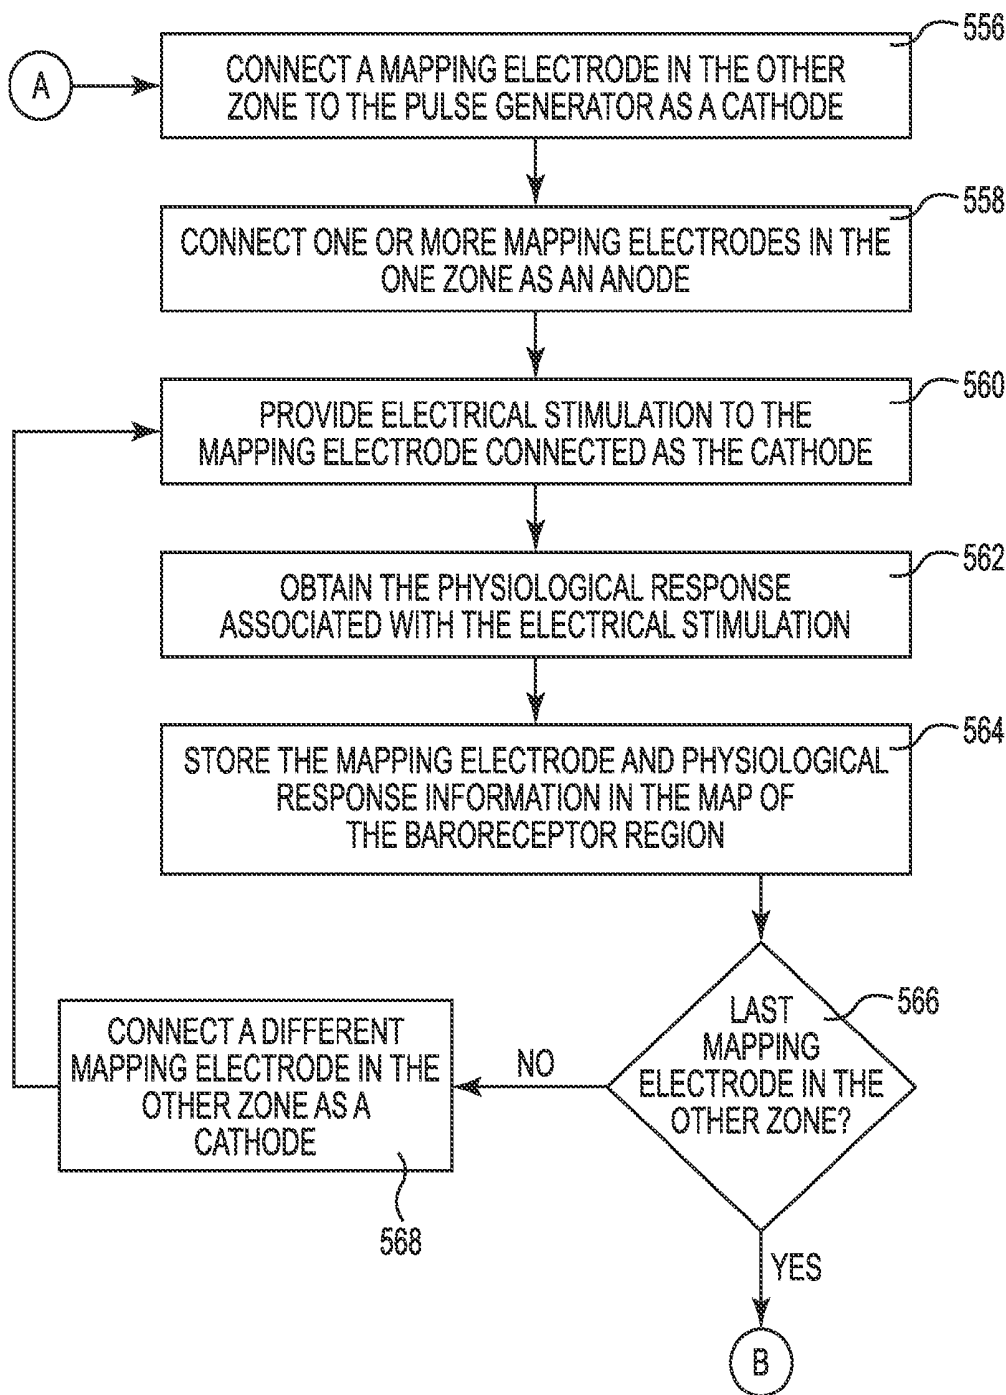 556
A
CONNECT A MAPPING ELECTRODE IN THE OTHER
ZONE TO THE PULSE GENERATOR AS A CATHODE
558
CONNECT ONE OR MORE MAPPING ELECTRODES IN THE
ONE ZONE AS AN ANODE
560
PROVIDE ELECTRICAL STIMULATION TO THE
MAPPING ELECTRODE CONNECTED AS THE CATHODE
562
OBTAIN THE PHYSIOLOGICAL RESPONSE
ASSOCIATED WITH THE ELECTRICAL STIMULATION
564
STORE THE MAPPING ELECTRODE AND PHYSIOLOGICAL
RESPONSE INFORMATION IN THE MAP OF
THE BARORECEPTOR REGION
566
LAST
MAPPING
ELECTRODE IN THE
OTHER ZONE?
NO
CONNECT A DIFFERENT
MAPPING ELECTRODE IN THE
OTHER ZONE AS A
CATHODE
568
YES
B